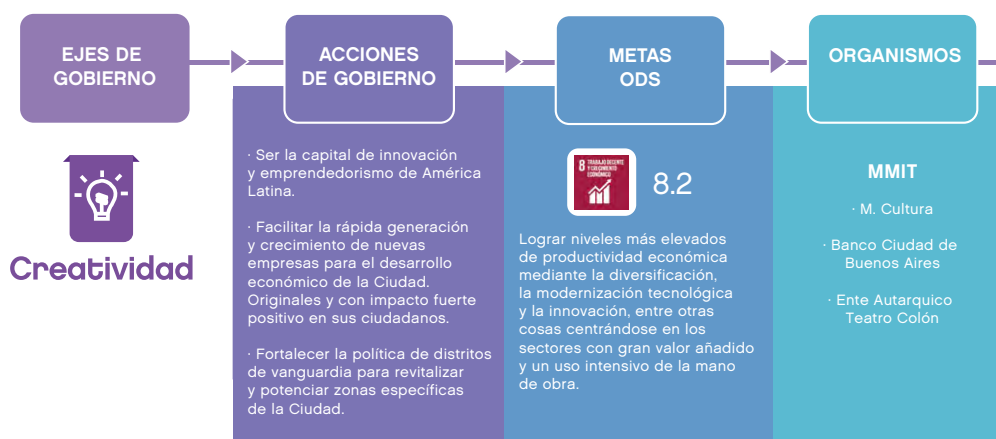 EJES DE
GOBIERNO
ACCIONES
DE GOBIERNO
METAS
ODS
ORGANISMOS
Creatividad
· Ser la capital de innovación
y emprendedorismo de América
Latina.
· Facilitar la rápida generación
y crecimiento de nuevas
empresas para el desarrollo
económico de la Ciudad.
Originales y con impacto fuerte
positivo en sus ciudadanos.
· Fortalecer la política de distritos
de vanguardia para revitalizar
y potenciar zonas específicas
de la Ciudad.
8 TRABAJO DECENTE
Y CRECIMIENTO
ECONÓMICO
8.2
Lograr niveles más elevados
de productividad económica
mediante la diversificación,
la modernización tecnológica
y la innovación, entre otras
cosas centrándose en los
sectores con gran valor añadido
y un uso intensivo de la mano
de obra.
MMIT
· M. Cultura
· Banco Ciudad de
Buenos Aires
· Ente Autarquico
Teatro Colón